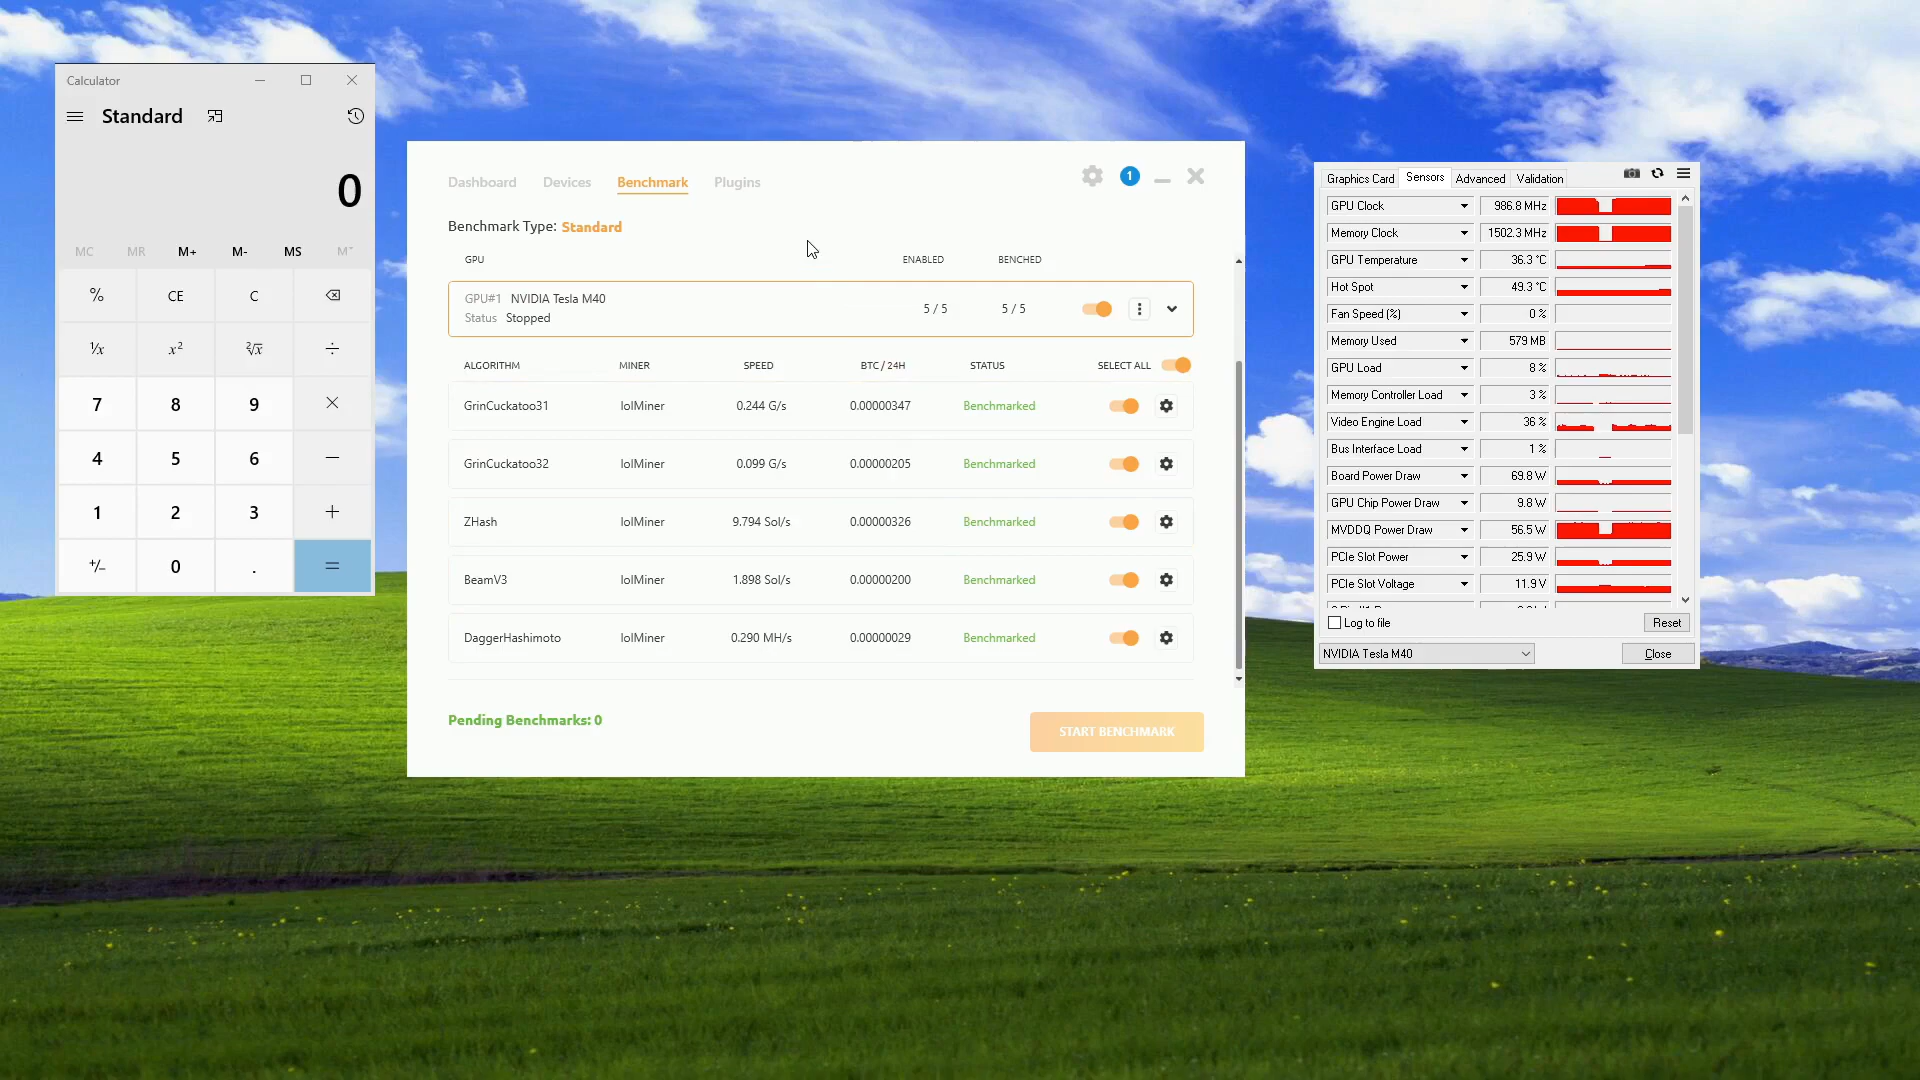 Calculator
Standard
0
MC MR M+ M- MS M˅
% CE C
⅟x x² ²√x ÷
7 8 9 ×
4 5 6 −
1 2 3 +
+/− 0 . =
Dashboard Devices Benchmark Plugins
1
Benchmark Type: Standard
GPU ENABLED BENCHED
GPU#1 NVIDIA Tesla M40
5 / 5 5 / 5
Status Stopped
ALGORITHM MINER SPEED BTC / 24H STATUS SELECT ALL
GrinCuckatoo31 lolMiner 0.244 G/s 0.00000347 Benchmarked
GrinCuckatoo32 lolMiner 0.099 G/s 0.00000205 Benchmarked
ZHash lolMiner 9.794 Sol/s 0.00000326 Benchmarked
BeamV3 lolMiner 1.898 Sol/s 0.00000200 Benchmarked
DaggerHashimoto lolMiner 0.290 MH/s 0.00000029 Benchmarked
Pending Benchmarks: 0
START BENCHMARK
Graphics Card Sensors Advanced Validation
GPU Clock 986.8 MHz
Memory Clock 1502.3 MHz
GPU Temperature 36.3 °C
Hot Spot 49.3 °C
Fan Speed (%) 0 %
Memory Used 579 MB
GPU Load 8 %
Memory Controller Load 3 %
Video Engine Load 36 %
Bus Interface Load 1 %
Board Power Draw 69.8 W
GPU Chip Power Draw 9.8 W
MVDDQ Power Draw 56.5 W
PCIe Slot Power 25.9 W
PCIe Slot Voltage 11.9 V
Log to file Reset
NVIDIA Tesla M40 Close